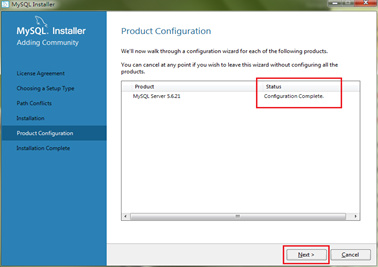 MySQL Installer
MySQL. Installer
Adding Community
License Agreement
Choosing a Setup Type
Path Conflicts
Installation
Product Configuration
Installation Complete
Product Configuration
We'll now walk through a configuration wizard for each of the following products.
You can cancel at any point if you wish to leave this wizard without configuring all the
products.
Product Status
MySQL Server 5.6.21 Configuration Complete.
Next > Cancel